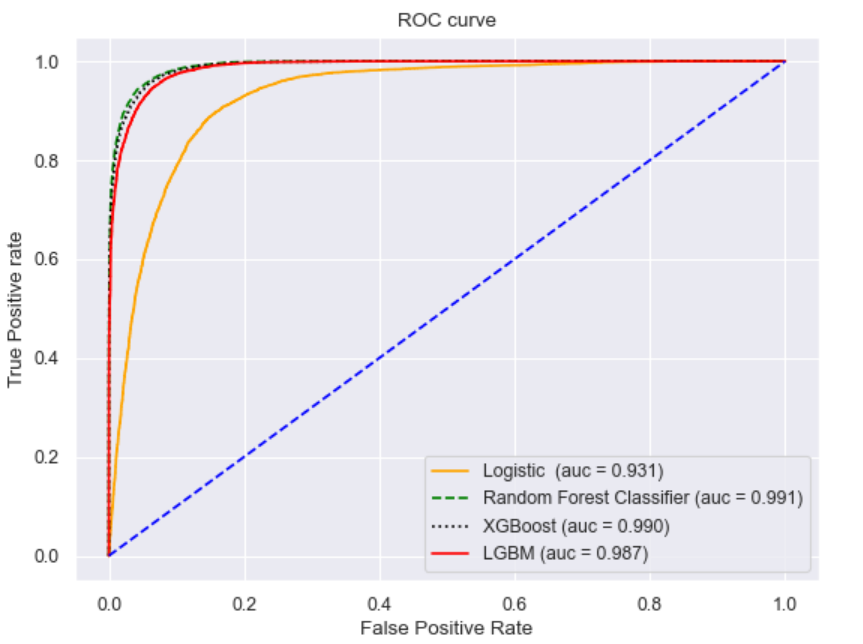 ROC curve
1.0
0.8
0.6
0.4
0.2
0.0
True Positive rate
Logistic  (auc = 0.931)
Random Forest Classifier (auc = 0.991)
XGBoost (auc = 0.990)
LGBM (auc = 0.987)
0.0 0.2 0.4 0.6 0.8 1.0
False Positive Rate